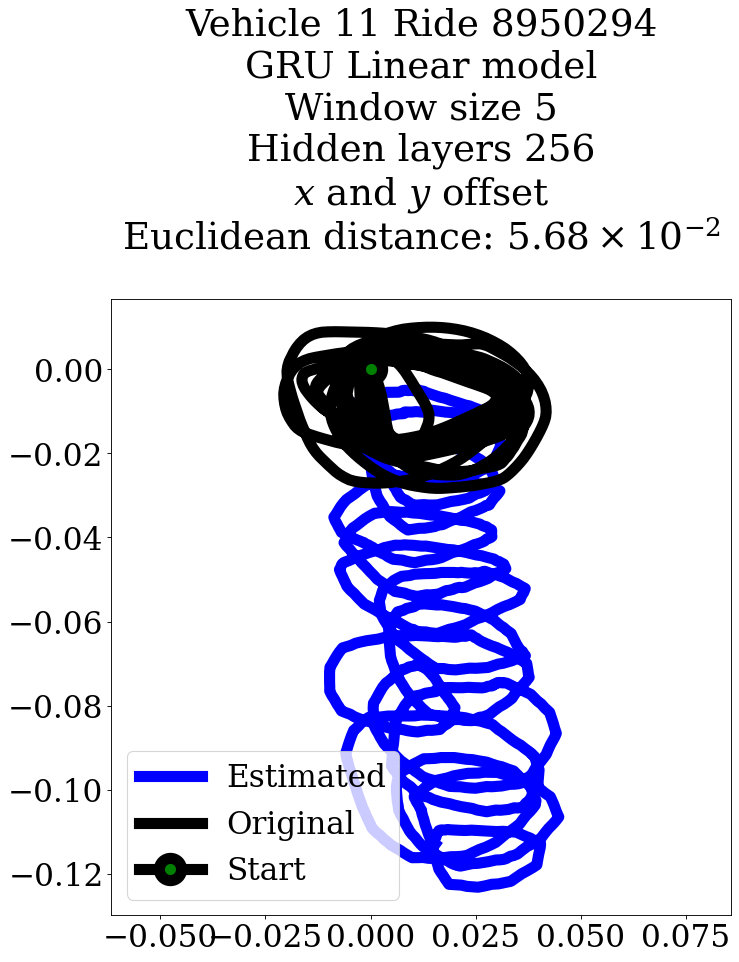 Vehicle 11 Ride 8950294
GRU Linear model
Window size 5
Hidden layers 256
x and y offset
Euclidean distance: 5.68 × 10⁻²
0.00
−0.02
−0.04
−0.06
−0.08
−0.10
−0.12
Estimated
Original
Start
−0.050 −0.025 0.000 0.025 0.050 0.075